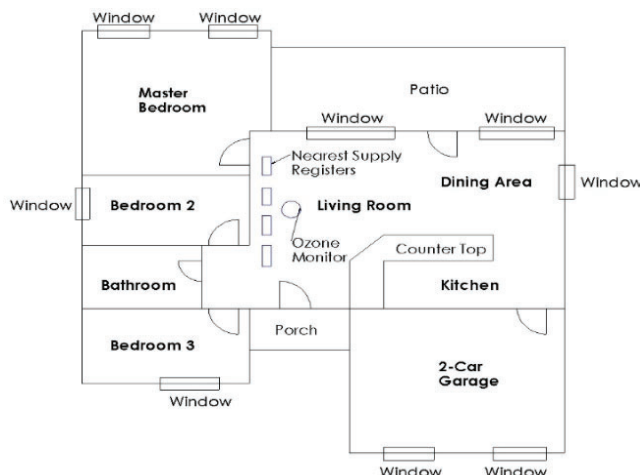 Window
Window
Master
Bedroom
Patio
Window
Window
Nearest Supply
Registers
Dining Area
Window
Window
Bedroom 2
Living Room
Ozone
Monitor
Counter Top
Bathroom
Kitchen
Porch
Bedroom 3
2-Car
Garage
Window
Window
Window